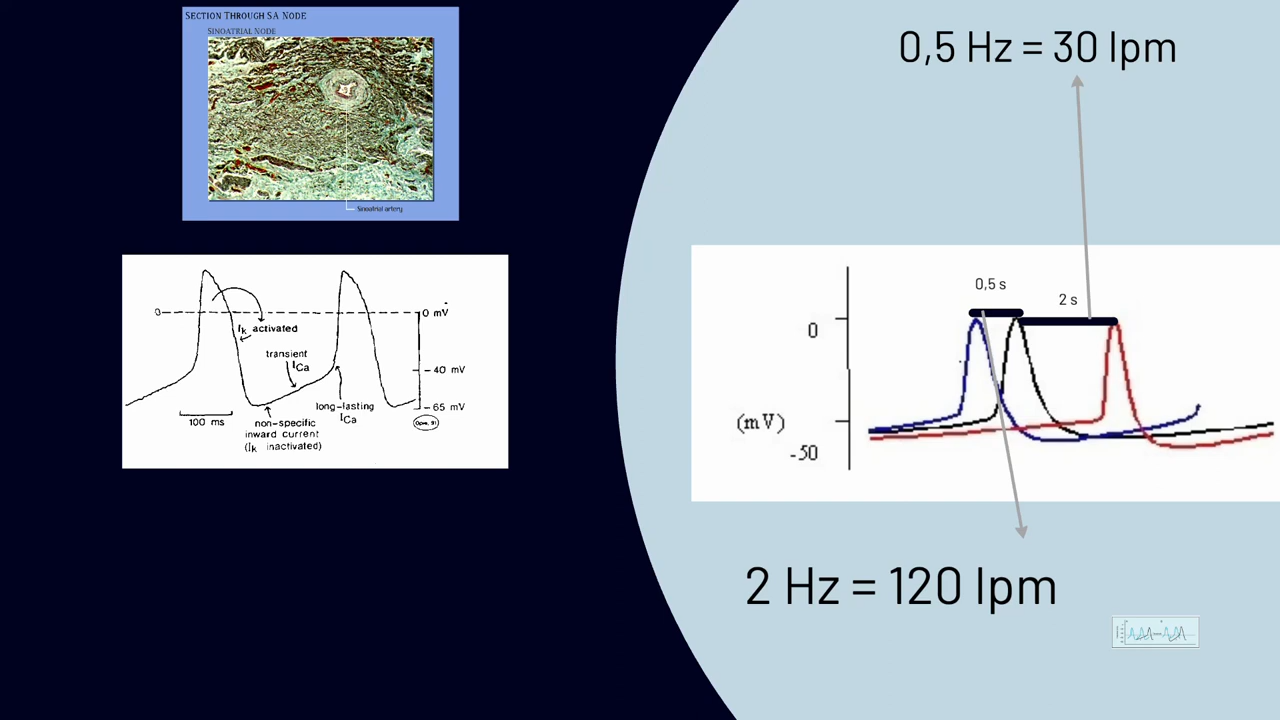 SECTION THROUGH SA NODE
SINOATRIAL NODE
Sinoatrial artery
0
0 mV
IK activated
transient
ICa
-40 mV
long-lasting
ICa
-65 mV
100 ms
non-specific
inward current
(IK inactivated)
0,5 Hz = 30 lpm
0,5 s
2 s
0
(mV)
-50
2 Hz = 120 lpm